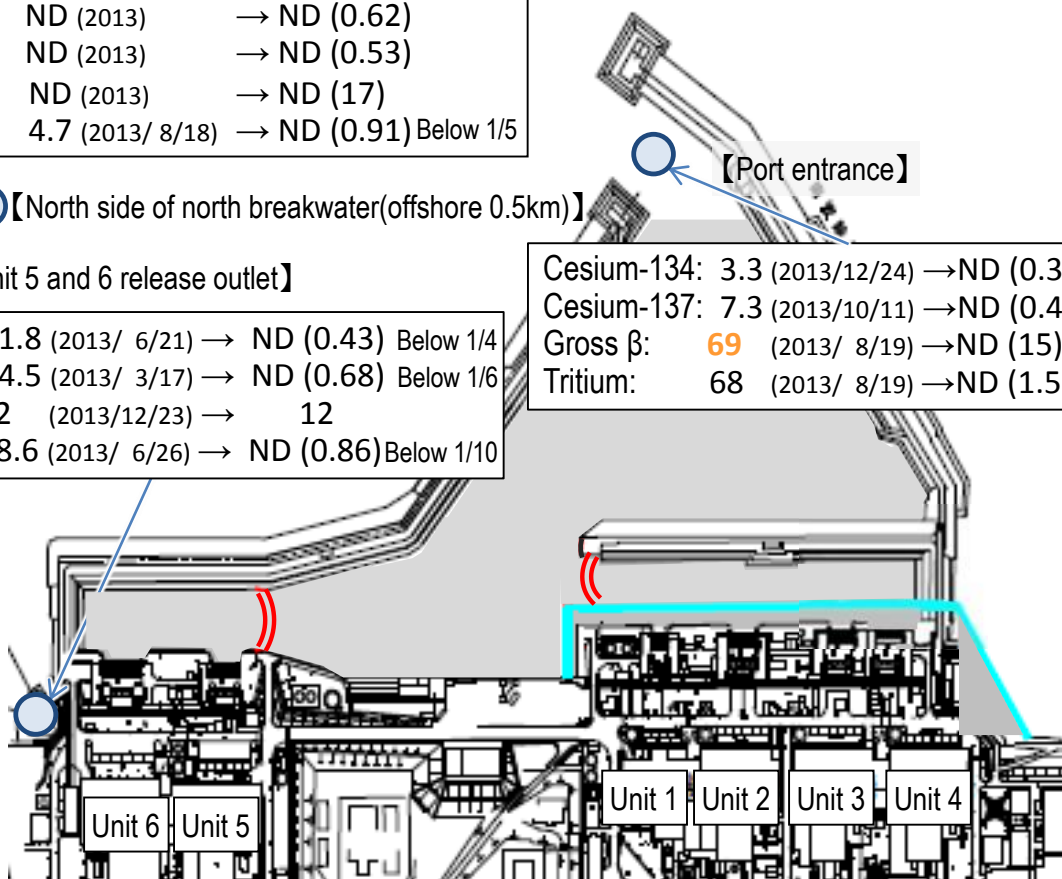 ND (2013) → ND (0.62)
ND (2013) → ND (0.53)
ND (2013) → ND (17)
4.7 (2013/ 8/18) → ND (0.91) Below 1/5
【Port entrance】
【North side of north breakwater(offshore 0.5km)】
nit 5 and 6 release outlet】
Cesium-134: 3.3 (2013/12/24) →ND (0.3
Cesium-137: 7.3 (2013/10/11) →ND (0.4
Gross β: 69 (2013/ 8/19) →ND (15)
Tritium: 68 (2013/ 8/19) →ND (1.5
1.8 (2013/ 6/21) → ND (0.43) Below 1/4
4.5 (2013/ 3/17) → ND (0.68) Below 1/6
2 (2013/12/23) → 12
8.6 (2013/ 6/26) → ND (0.86) Below 1/10
Unit 6
Unit 5
Unit 1
Unit 2
Unit 3
Unit 4